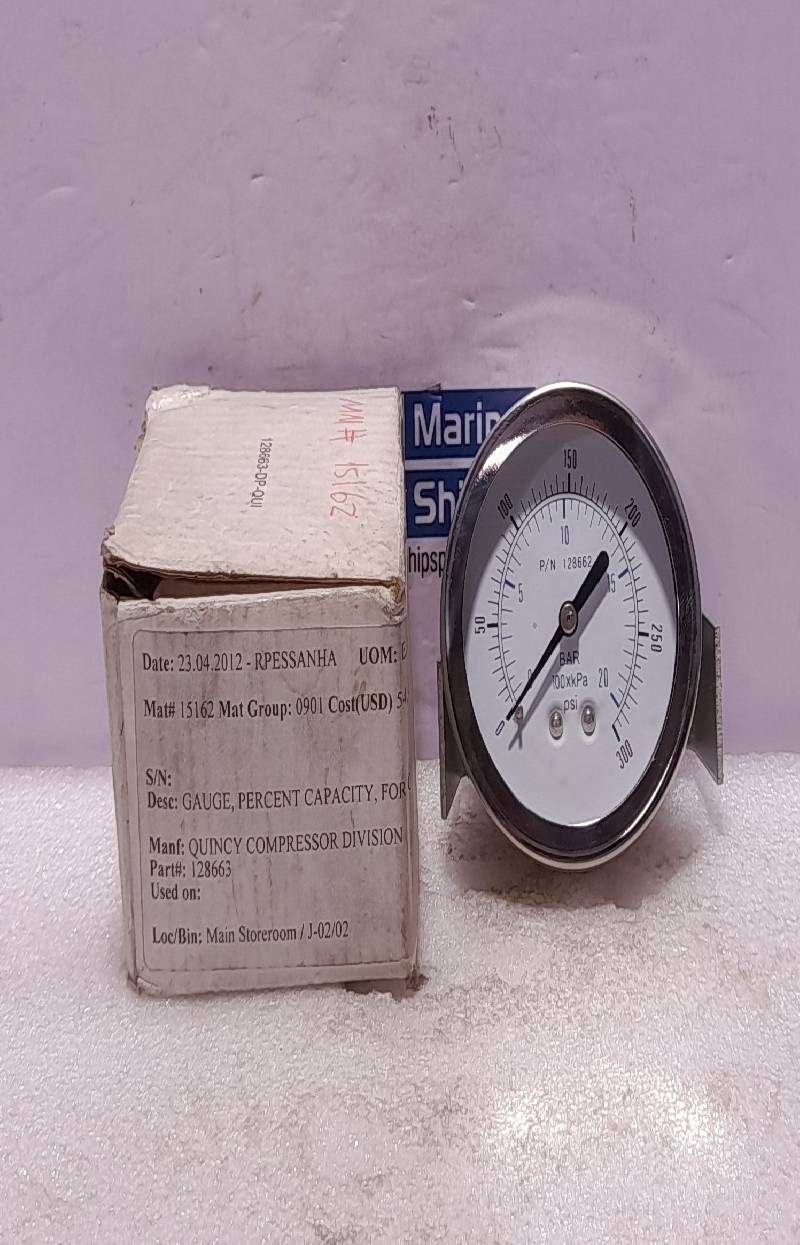 MN# 15162
128663-DP-QUI
Date: 23.04.2012 - RPESSANHA UOM:
Mat# 15162 Mat Group: 0901 Cost(USD)
S/N:
Desc: GAUGE, PERCENT CAPACITY, FOR
Manf: QUINCY COMPRESSOR DIVISION
Part#: 128663
Used on:
Loc/Bin: Main Storeroom / J-02/02
Marin
Shi
hipsp
0
50
100
150
200
250
300
5
10
15
20
P/N 128662
BAR
100xkPa
psi